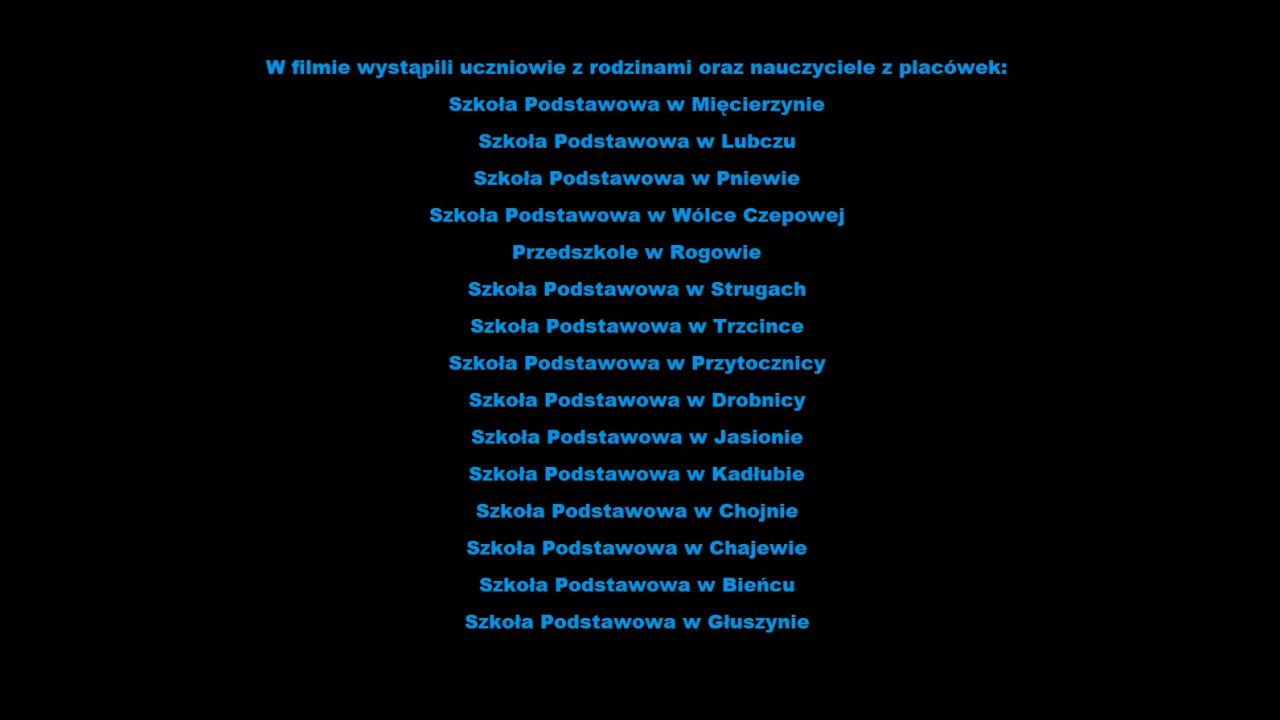 W filmie wystąpili uczniowie z rodzinami oraz nauczyciele z placówek:
Szkoła Podstawowa w Mięcierzynie
Szkoła Podstawowa w Lubczu
Szkoła Podstawowa w Pniewie
Szkoła Podstawowa w Wólce Czepowej
Przedszkole w Rogowie
Szkoła Podstawowa w Strugach
Szkoła Podstawowa w Trzcince
Szkoła Podstawowa w Przytocznicy
Szkoła Podstawowa w Drobnicy
Szkoła Podstawowa w Jasionie
Szkoła Podstawowa w Kadłubie
Szkoła Podstawowa w Chojnie
Szkoła Podstawowa w Chajewie
Szkoła Podstawowa w Bieńcu
Szkoła Podstawowa w Głuszynie